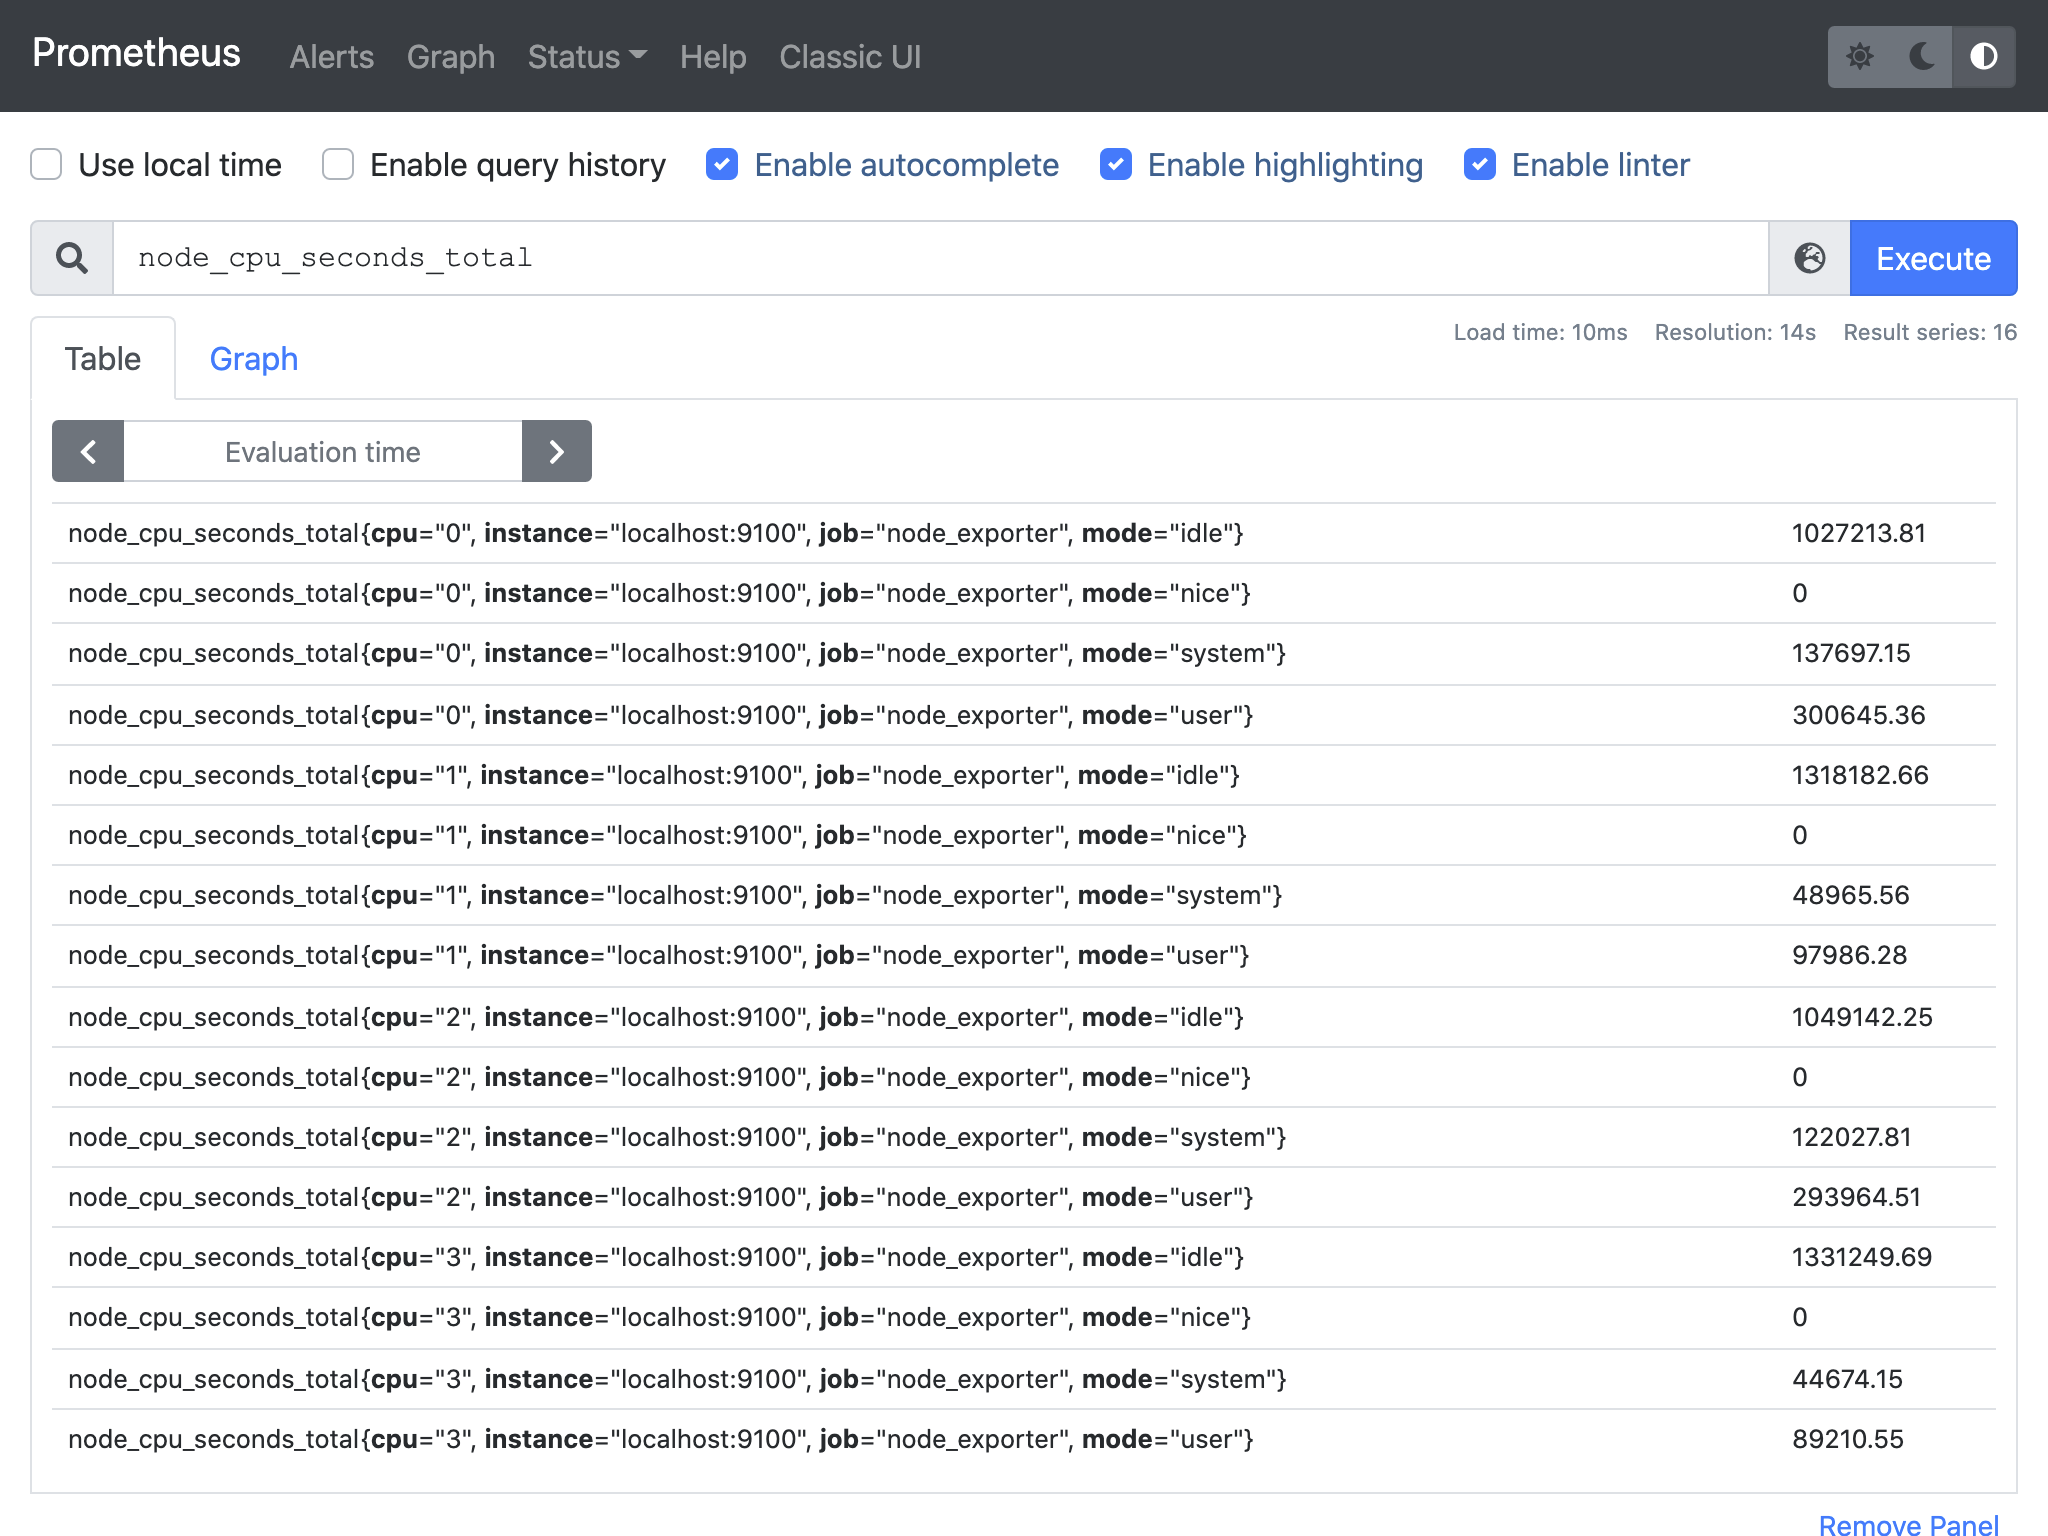 Prometheus Alerts Graph Status Help Classic UI
Use local time Enable query history Enable autocomplete Enable highlighting Enable linter
node_cpu_seconds_total Execute
Load time: 10ms Resolution: 14s Result series: 16
Table Graph
Evaluation time
node_cpu_seconds_total{cpu="0", instance="localhost:9100", job="node_exporter", mode="idle"} 1027213.81
node_cpu_seconds_total{cpu="0", instance="localhost:9100", job="node_exporter", mode="nice"} 0
node_cpu_seconds_total{cpu="0", instance="localhost:9100", job="node_exporter", mode="system"} 137697.15
node_cpu_seconds_total{cpu="0", instance="localhost:9100", job="node_exporter", mode="user"} 300645.36
node_cpu_seconds_total{cpu="1", instance="localhost:9100", job="node_exporter", mode="idle"} 1318182.66
node_cpu_seconds_total{cpu="1", instance="localhost:9100", job="node_exporter", mode="nice"} 0
node_cpu_seconds_total{cpu="1", instance="localhost:9100", job="node_exporter", mode="system"} 48965.56
node_cpu_seconds_total{cpu="1", instance="localhost:9100", job="node_exporter", mode="user"} 97986.28
node_cpu_seconds_total{cpu="2", instance="localhost:9100", job="node_exporter", mode="idle"} 1049142.25
node_cpu_seconds_total{cpu="2", instance="localhost:9100", job="node_exporter", mode="nice"} 0
node_cpu_seconds_total{cpu="2", instance="localhost:9100", job="node_exporter", mode="system"} 122027.81
node_cpu_seconds_total{cpu="2", instance="localhost:9100", job="node_exporter", mode="user"} 293964.51
node_cpu_seconds_total{cpu="3", instance="localhost:9100", job="node_exporter", mode="idle"} 1331249.69
node_cpu_seconds_total{cpu="3", instance="localhost:9100", job="node_exporter", mode="nice"} 0
node_cpu_seconds_total{cpu="3", instance="localhost:9100", job="node_exporter", mode="system"} 44674.15
node_cpu_seconds_total{cpu="3", instance="localhost:9100", job="node_exporter", mode="user"} 89210.55
Remove Panel